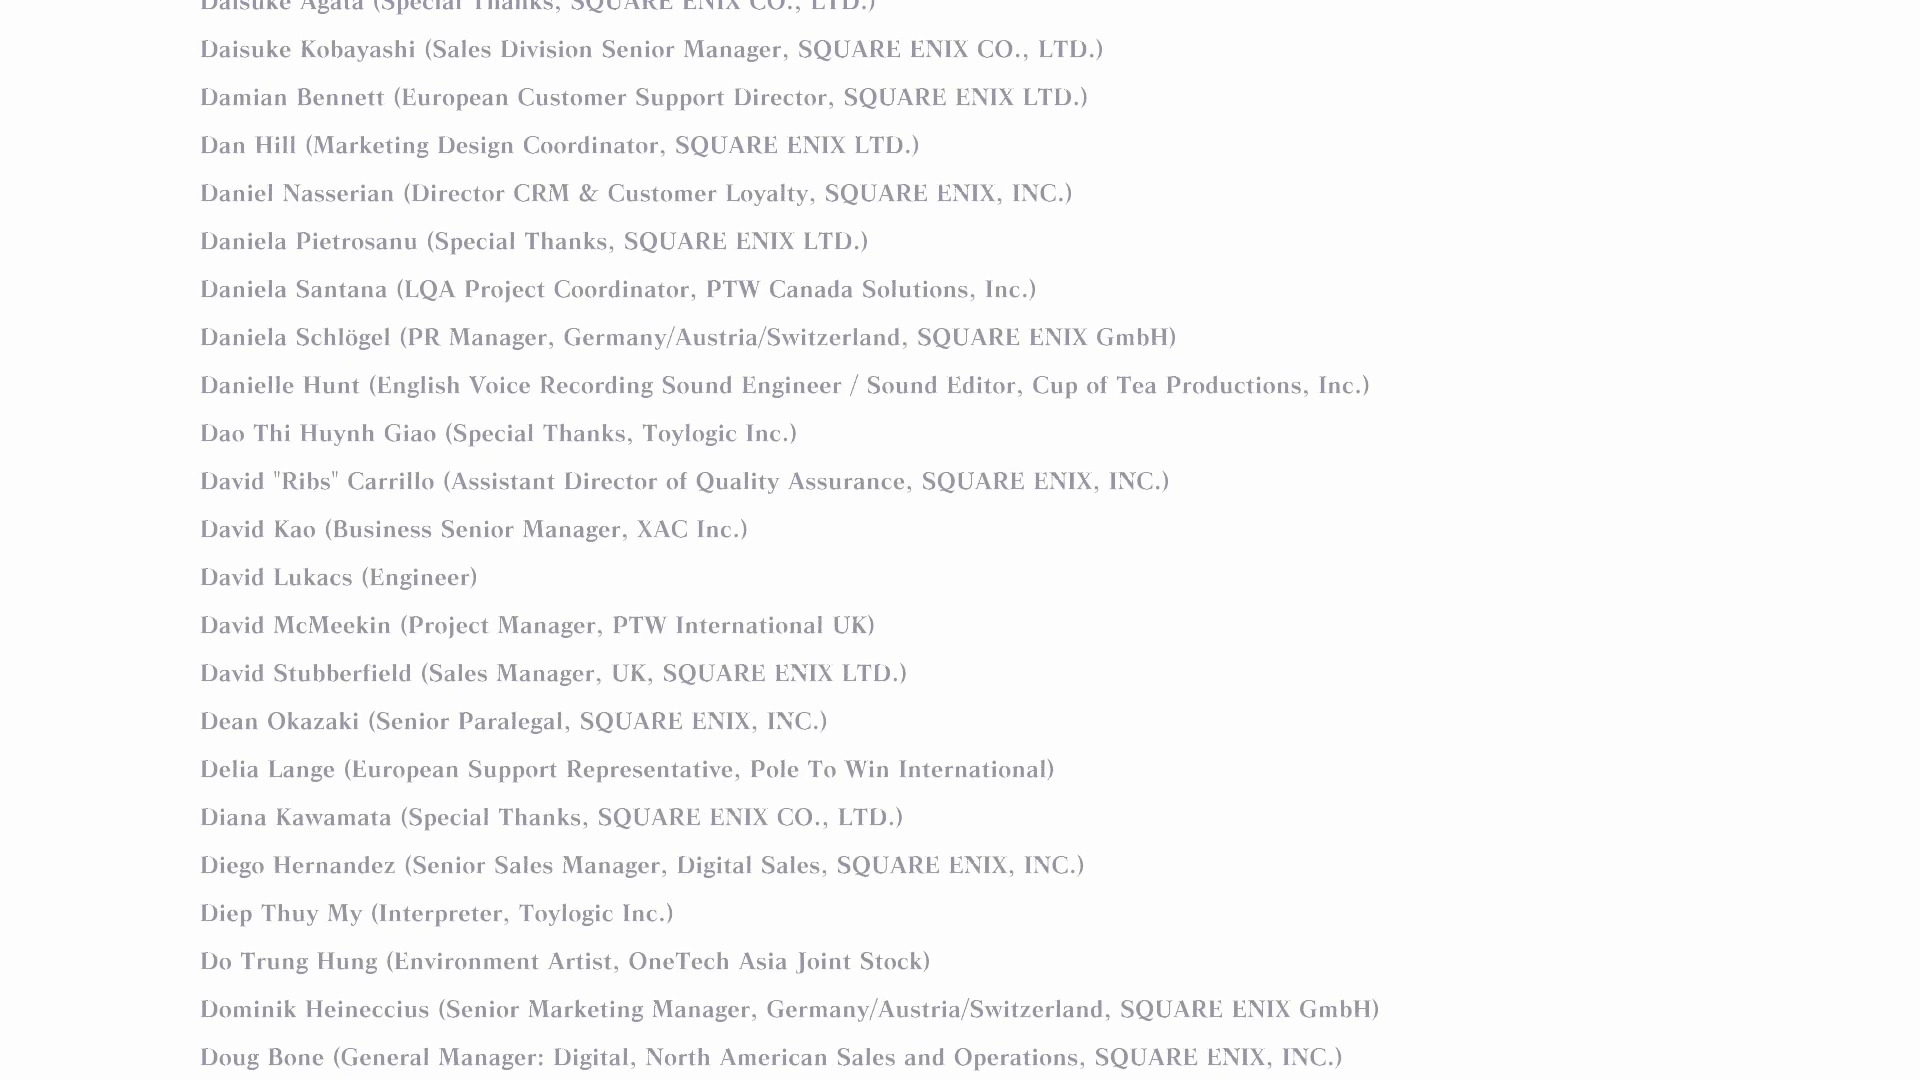 Daisuke Agata (Special Thanks, SQUARE ENIX CO., LTD.)
Daisuke Kobayashi (Sales Division Senior Manager, SQUARE ENIX CO., LTD.)
Damian Bennett (European Customer Support Director, SQUARE ENIX LTD.)
Dan Hill (Marketing Design Coordinator, SQUARE ENIX LTD.)
Daniel Nasserian (Director CRM & Customer Loyalty, SQUARE ENIX, INC.)
Daniela Pietrosanu (Special Thanks, SQUARE ENIX LTD.)
Daniela Santana (LQA Project Coordinator, PTW Canada Solutions, Inc.)
Daniela Schlögel (PR Manager, Germany/Austria/Switzerland, SQUARE ENIX GmbH)
Danielle Hunt (English Voice Recording Sound Engineer / Sound Editor, Cup of Tea Productions, Inc.)
Dao Thi Huynh Giao (Special Thanks, Toylogic Inc.)
David "Ribs" Carrillo (Assistant Director of Quality Assurance, SQUARE ENIX, INC.)
David Kao (Business Senior Manager, XAC Inc.)
David Lukacs (Engineer)
David McMeekin (Project Manager, PTW International UK)
David Stubberfield (Sales Manager, UK, SQUARE ENIX LTD.)
Dean Okazaki (Senior Paralegal, SQUARE ENIX, INC.)
Delia Lange (European Support Representative, Pole To Win International)
Diana Kawamata (Special Thanks, SQUARE ENIX CO., LTD.)
Diego Hernandez (Senior Sales Manager, Digital Sales, SQUARE ENIX, INC.)
Diep Thuy My (Interpreter, Toylogic Inc.)
Do Trung Hung (Environment Artist, OneTech Asia Joint Stock)
Dominik Heineccius (Senior Marketing Manager, Germany/Austria/Switzerland, SQUARE ENIX GmbH)
Doug Bone (General Manager: Digital, North American Sales and Operations, SQUARE ENIX, INC.)